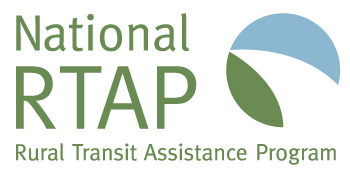 National
RTAP
Rural Transit Assistance Program